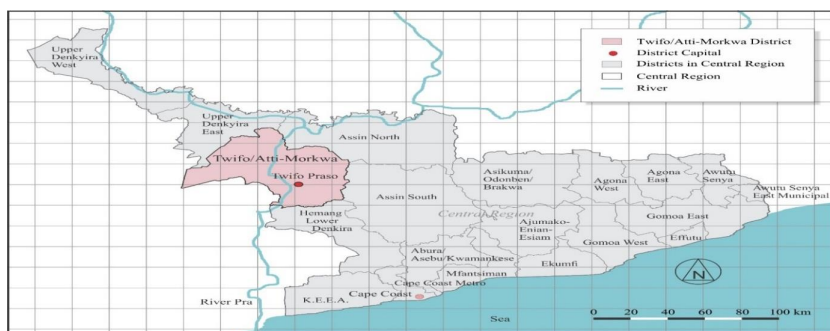 Upper
Denkyira
West
Twifo/Atti-Morkwa District
District Capital
Districts in Central Region
Central Region
River
Upper
Denkyira
East
Assin North
Twifo/Atti-Morkwa
Twifo Praso
Asikuma/
Odonben/
Brakwa
Agona
West
Agona
East
Awutu
Senya
Awutu Senya
East Municipal
Assin South
Central Region
Hemang
Lower
Denkira
Ajumako-
Enian-
Esiam
Gomoa East
Gomoa West
Effutu
Abura/
Asebu/Kwamankese
Ekumfi
Mfantsiman
Cape Coast Metro
River Pra
K.E.E.A.
Cape Coast
N
Sea
0 20 40 60 80 100 km